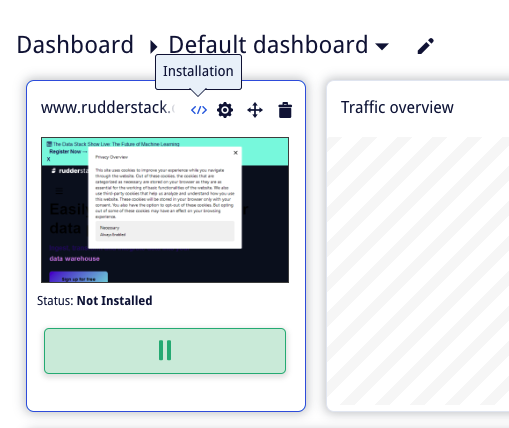 Dashboard
Default dashboard
Installation
www.rudderstack.
</>
Traffic overview
The Data Stack Show Live: The Future of Machine Learning
Register Now →
X
Privacy Overview
×
This site uses cookies to improve your experience while you navigate
through the website. Out of these cookies, the cookies that are
categorized as necessary are stored on your browser as they are as
essential for the working of basic functionalities of the website. We also
use third-party cookies that help us analyze and understand how you use
this website. These cookies will be stored in your browser only with your
consent. You also have the option to opt-out of these cookies. But opting
out of some of these cookies may have an effect on your browsing
experience.
Necessary
Always Enabled
rudderst
Easil
r
data
data warehouse
Sign up for free
Status: Not Installed